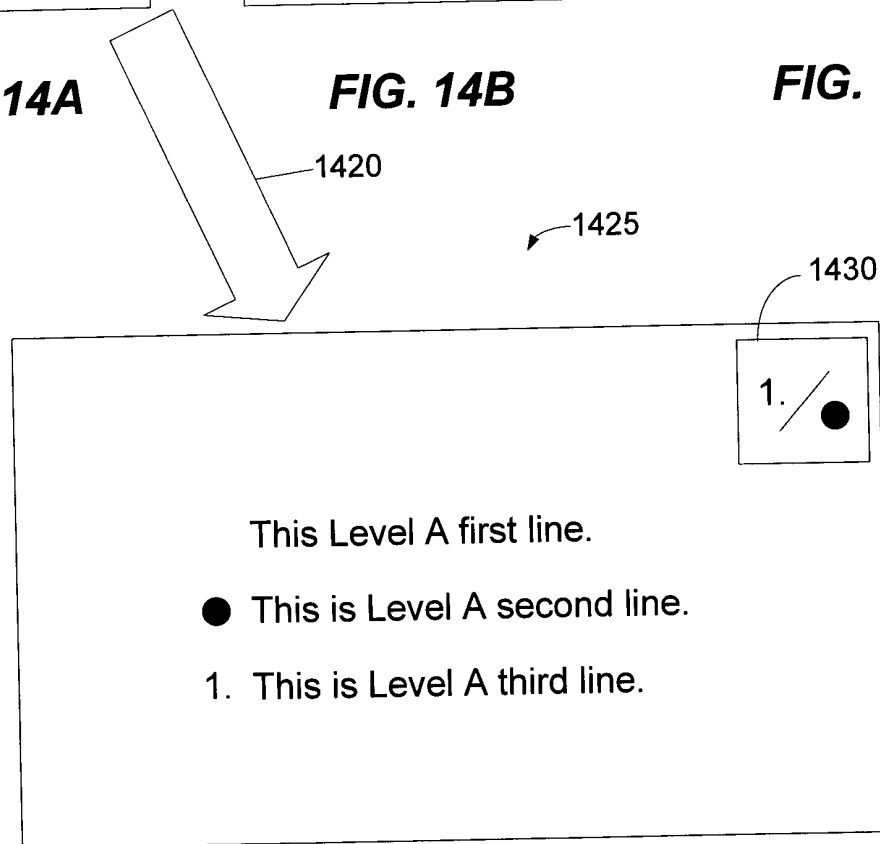 14A
FIG. 14B
FIG.
1420
1425
1430
1./●
This Level A first line.
● This is Level A second line.
1. This is Level A third line.